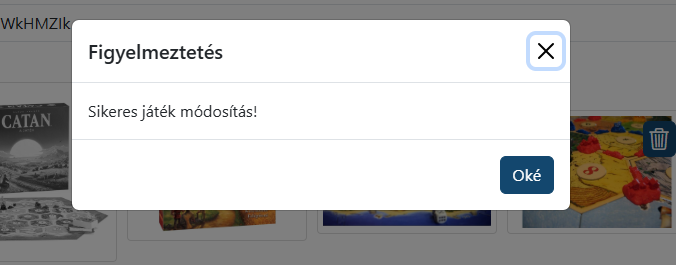 WkHMZIk
Figyelmeztetés
Sikeres játék módosítás!
Oké
CATAN